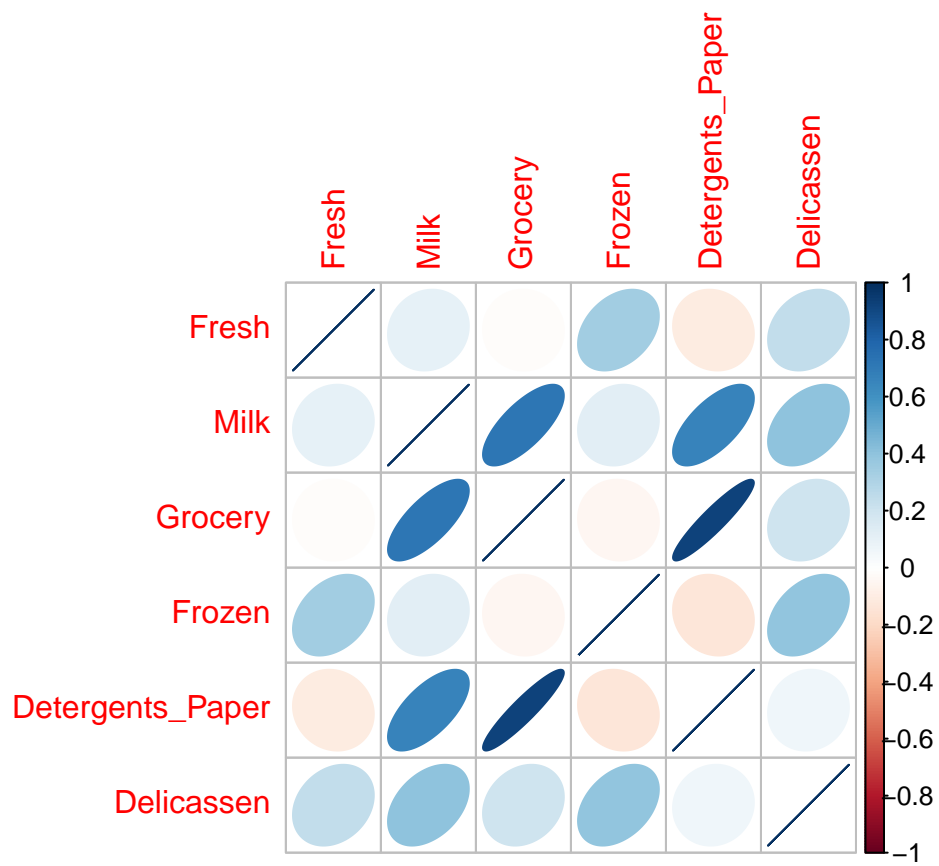 Fresh
Milk
Grocery
Frozen
Detergents_Paper
Delicassen
Fresh
Milk
Grocery
Frozen
Detergents_Paper
Delicassen
1
0.8
0.6
0.4
0.2
0
−0.2
−0.4
−0.6
−0.8
−1